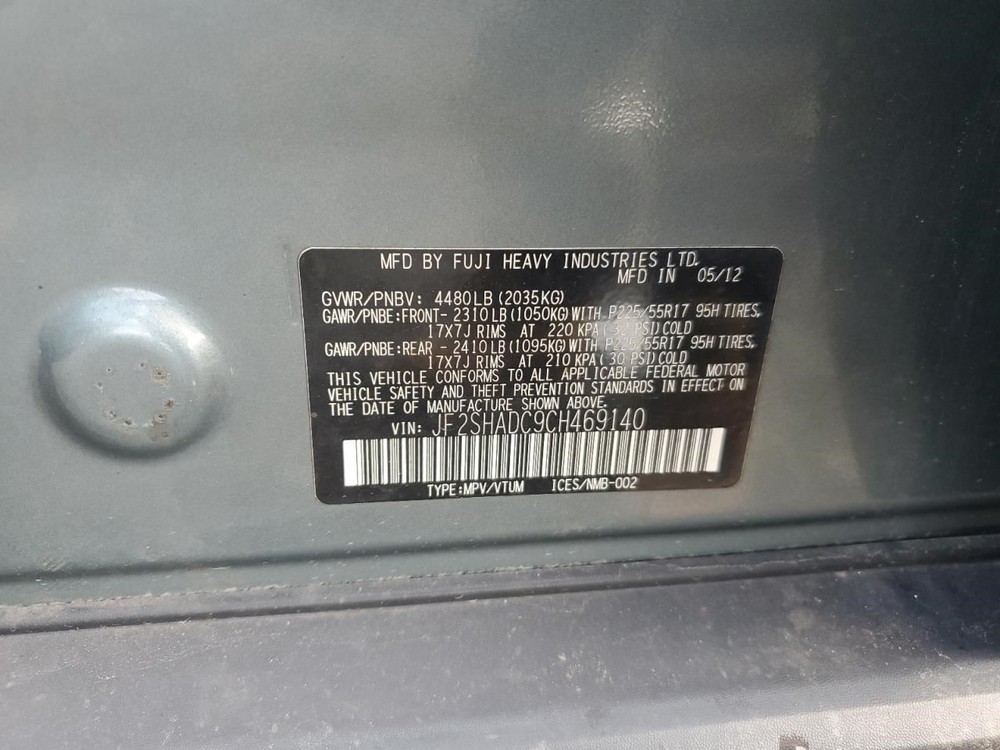 MFD BY FUJI HEAVY INDUSTRIES LTD.
MFD IN 05/12
GVWR/PNBV: 4480LB (2035KG)
GAWR/PNBE:FRONT- 2310LB (1050KG) WITH P225/55R17 95H TIRES,
17X7J RIMS AT 220 KPA (32 PSI) COLD
GAWR/PNBE:REAR - 2410LB (1095KG) WITH P225/55R17 95H TIRES,
17X7J RIMS AT 210 KPA (30 PSI) COLD
THIS VEHICLE CONFORMS TO ALL APPLICABLE FEDERAL MOTOR
VEHICLE SAFETY AND THEFT PREVENTION STANDARDS IN EFFECT ON
THE DATE OF MANUFACTURE SHOWN ABOVE.
VIN: JF2SHADC9CH469140
TYPE:MPV/VTUM ICES/NMB-002